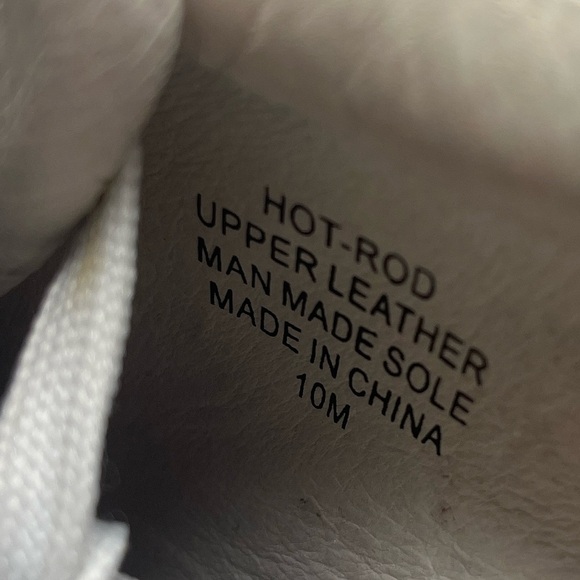 HOT-ROD
UPPER LEATHER
MAN MADE SOLE
MADE IN CHINA
10M